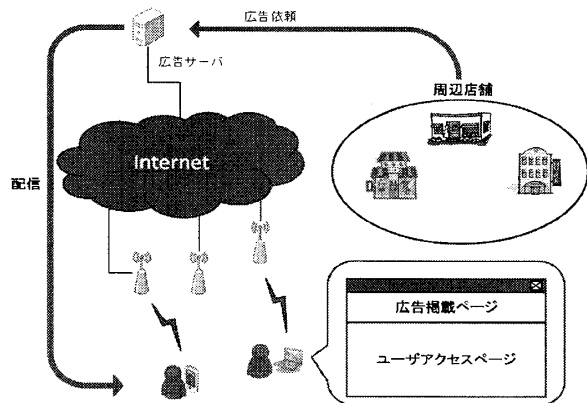 広告依頼
広告サーバ
周辺店舗
Internet
配信
広告掲載ページ
ユーザアクセスページ